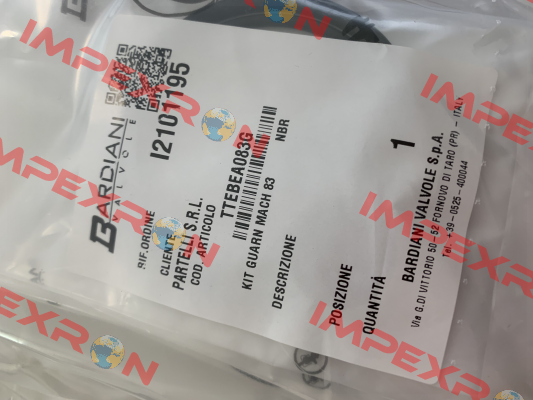 BARDIANI
VALVOLE
RIF.ORDINE
I2101195
CLIENTE
PARTELLI S.R.L.
COD. ARTICOLO
TTEBEA083G
KIT GUARN MACH 83 NBR
DESCRIZIONE
POSIZIONE
QUANTITÀ
1
BARDIANI VALVOLE S.p.A.
Via G.DI VITTORIO 50-52 FORNOVO DI TARO (PR) - ITALY
Tel. +39-0525-400044
IMPEXRON
IMPEXRON
IMPEXRON
IMPEXRON
IMPEXRON